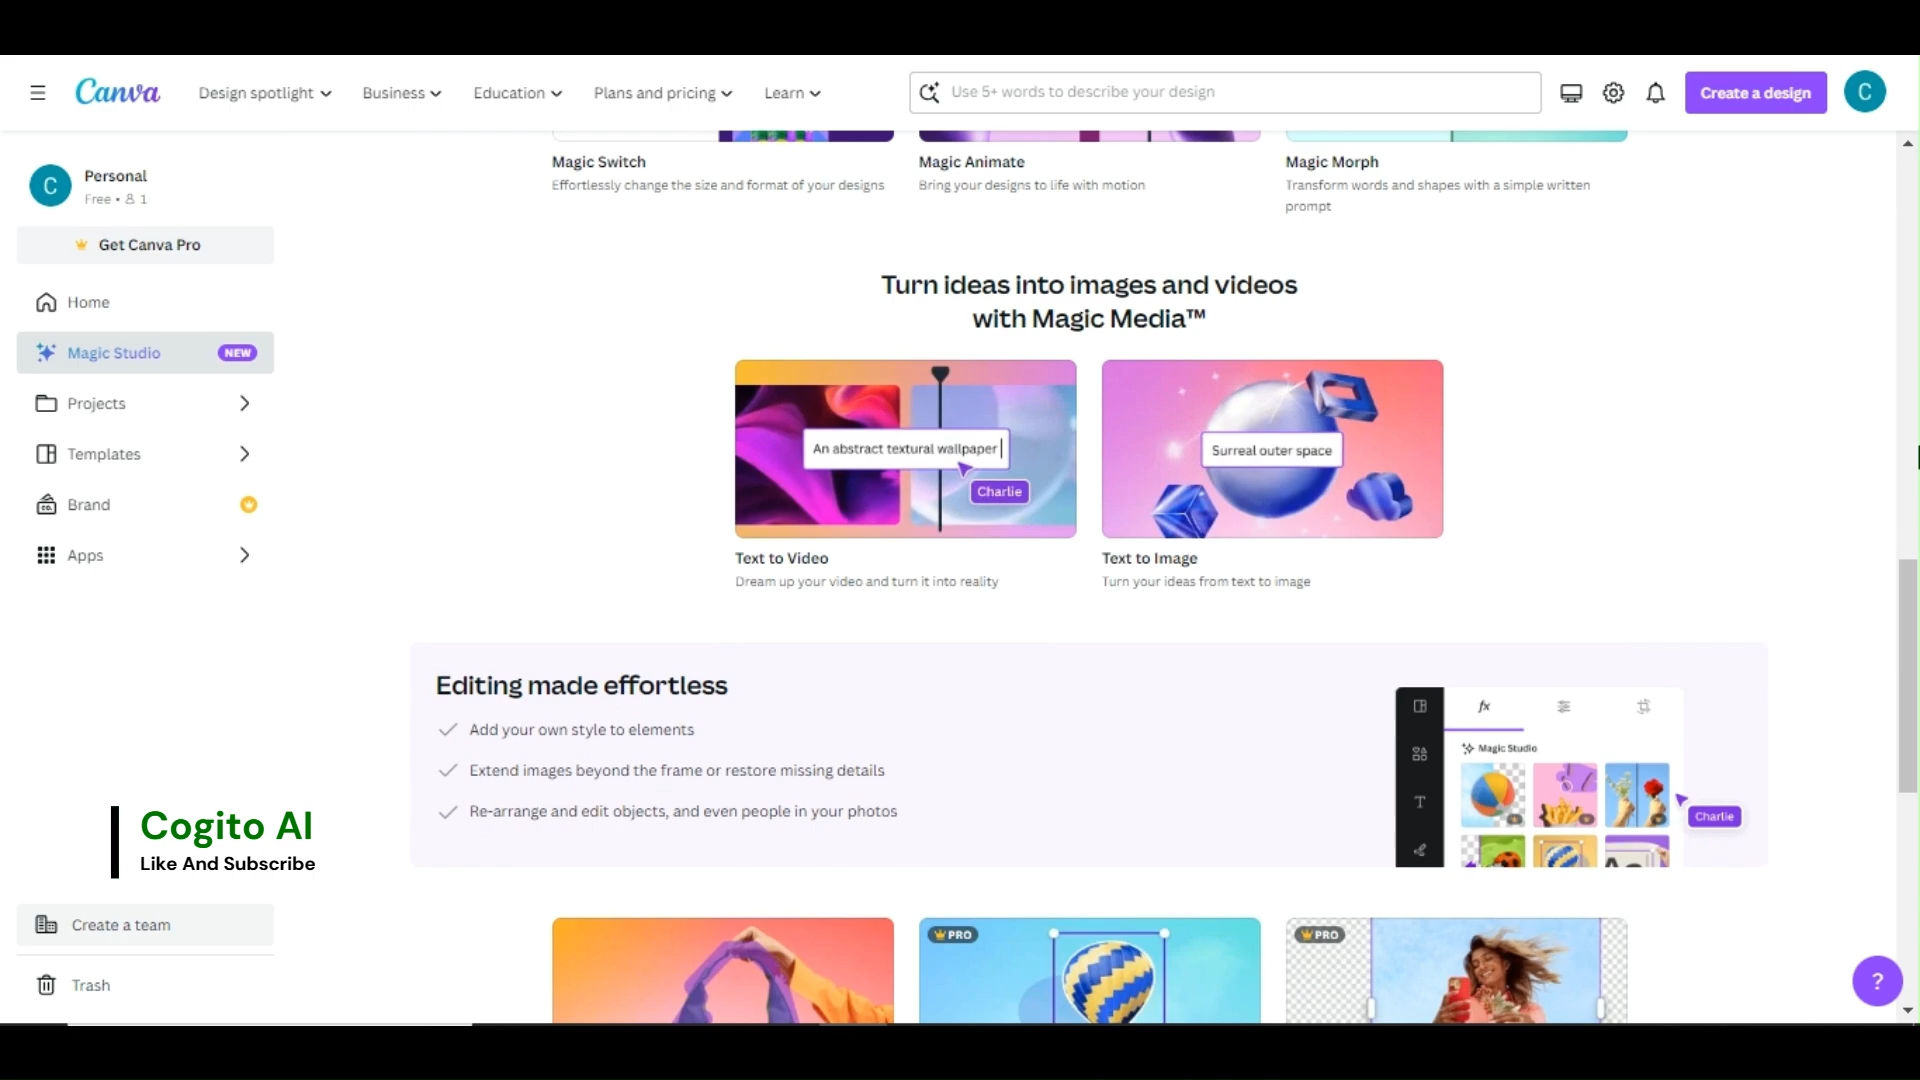 Canva
Design spotlight
Business
Education
Plans and pricing
Learn
Use 5+ words to describe your design
Create a design
C
C
Personal
Free • 1
Get Canva Pro
Home
Magic Studio
NEW
Projects
Templates
Brand
Apps
Cogito AI
Like And Subscribe
Create a team
Trash
Magic Switch
Effortlessly change the size and format of your designs
Magic Animate
Bring your designs to life with motion
Magic Morph
Transform words and shapes with a simple written
prompt
Turn ideas into images and videos
with Magic Media™
An abstract textural wallpaper
Charlie
Surreal outer space
Text to Video
Dream up your video and turn it into reality
Text to Image
Turn your ideas from text to image
Editing made effortless
Add your own style to elements
Extend images beyond the frame or restore missing details
Re-arrange and edit objects, and even people in your photos
fx
Magic Studio
T
Charlie
PRO
PRO
?